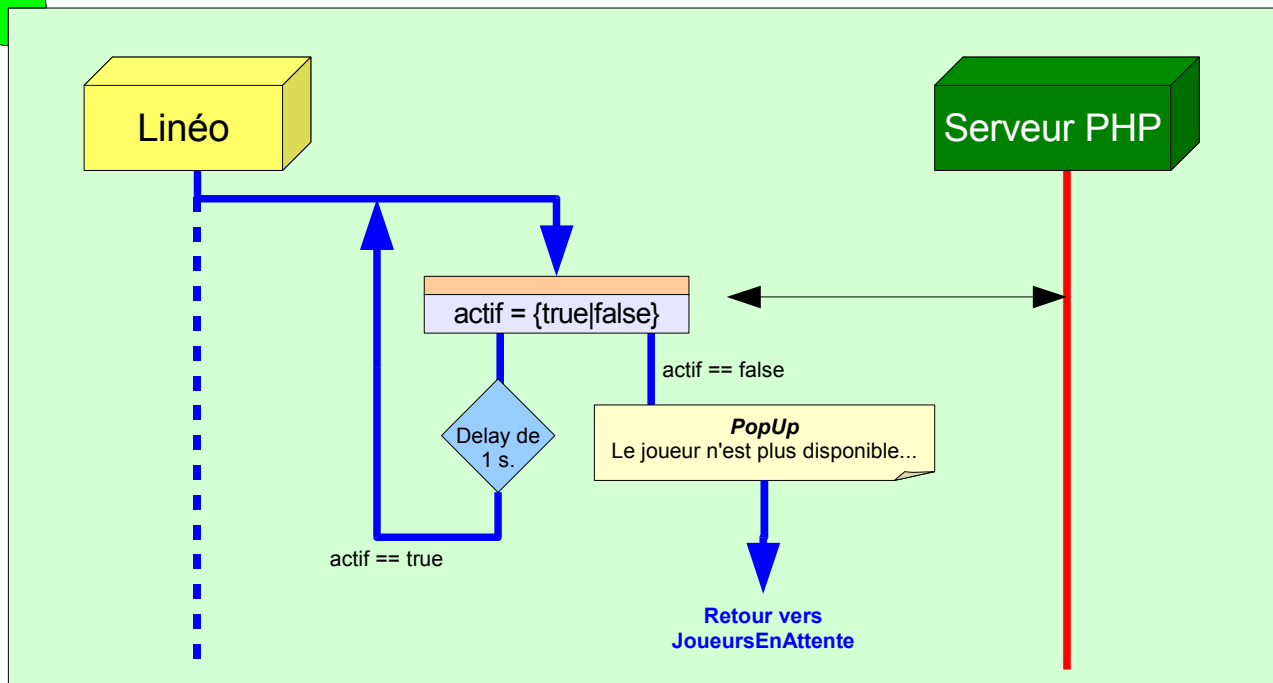 Linéo
Serveur PHP
actif = {true|false}
actif == false
PopUp
Le joueur n'est plus disponible...
Delay de
1 s.
actif == true
Retour vers
JoueursEnAttente